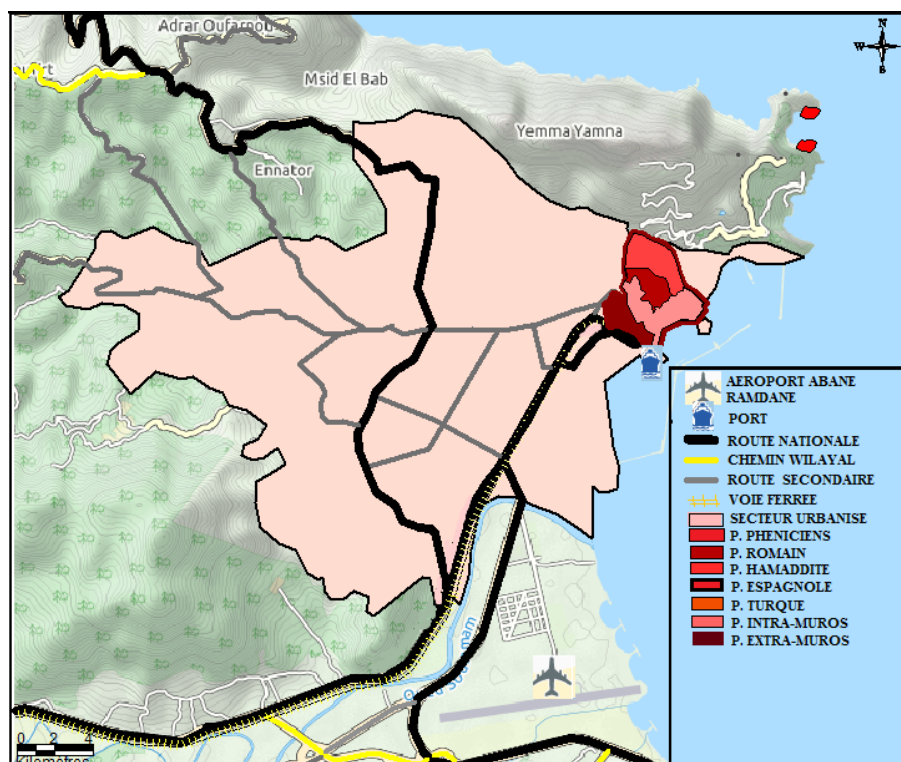 Adrar Oufarnou
Msid El Bab
Yemma Yamna
Ennator
N
W
S
AEROPORT ABANE
RAMDANE
PORT
ROUTE NATIONALE
CHEMIN WILAYAL
ROUTE SECONDAIRE
VOIE FERREE
SECTEUR URBANISE
P. PHENICIENS
P. ROMAIN
P. HAMADDITE
P. ESPAGNOLE
P. TURQUE
P. INTRA-MUROS
P. EXTRA-MUROS
0 2 4
Kilomètres